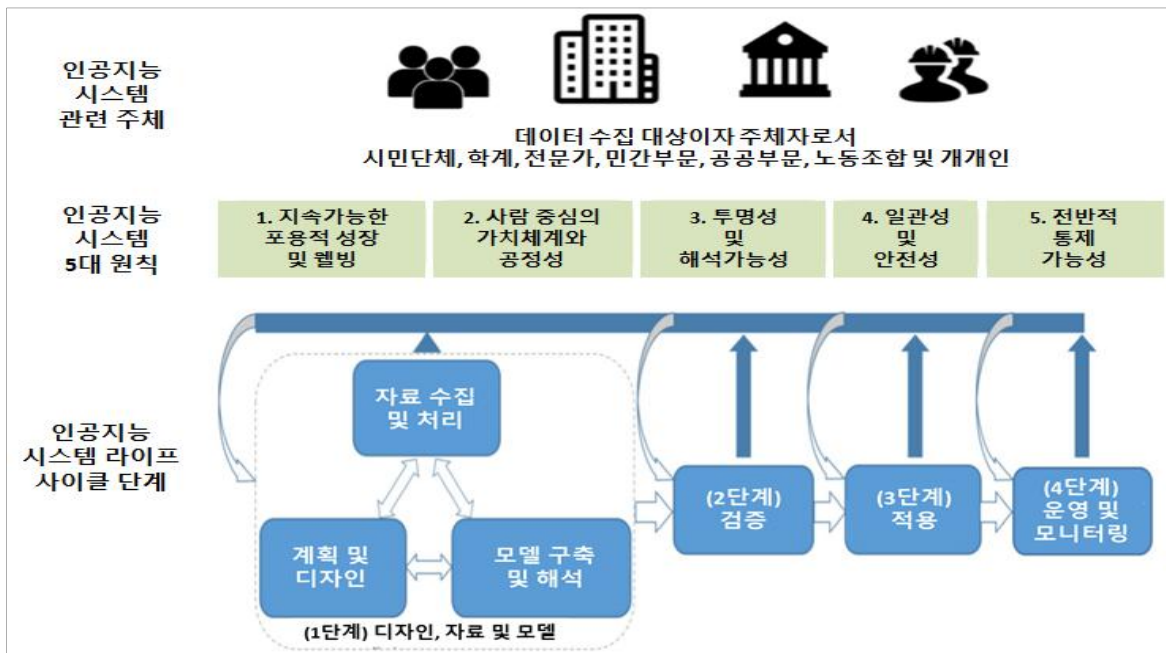 인공지능
시스템
관련 주체
데이터 수집 대상이자 주체자로서
시민단체, 학계, 전문가, 민간부문, 공공부문, 노동조합 및 개개인
인공지능
시스템
5대 원칙
1. 지속가능한
포용적 성장
및 웰빙
2. 사람 중심의
가치체계와
공정성
3. 투명성
및
해석가능성
4. 일관성
및
안전성
5. 전반적
통제
가능성
인공지능
시스템 라이프
사이클 단계
자료 수집
및 처리
계획 및
디자인
모델 구축
및 해석
(1단계) 디자인, 자료 및 모델
(2단계)
검증
(3단계)
적용
(4단계)
운영 및
모니터링